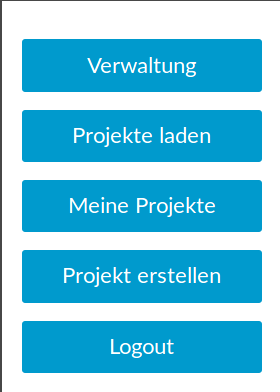 Verwaltung
Projekte laden
Meine Projekte
Projekt erstellen
Logout